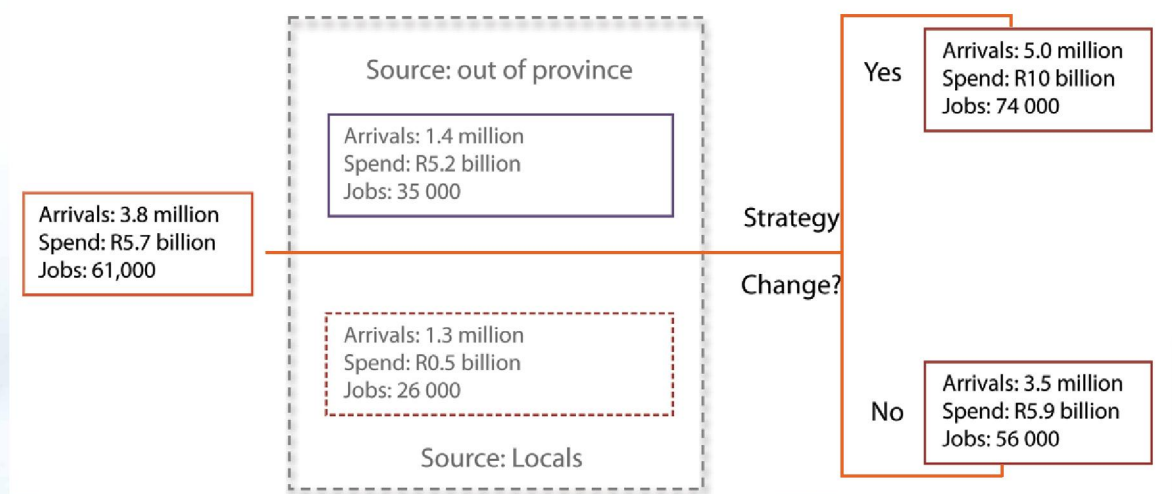 Arrivals: 3.8 million
Spend: R5.7 billion
Jobs: 61,000
Source: out of province
Arrivals: 1.4 million
Spend: R5.2 billion
Jobs: 35 000
Arrivals: 1.3 million
Spend: R0.5 billion
Jobs: 26 000
Source: Locals
Strategy
Change?
Yes
Arrivals: 5.0 million
Spend: R10 billion
Jobs: 74 000
No
Arrivals: 3.5 million
Spend: R5.9 billion
Jobs: 56 000